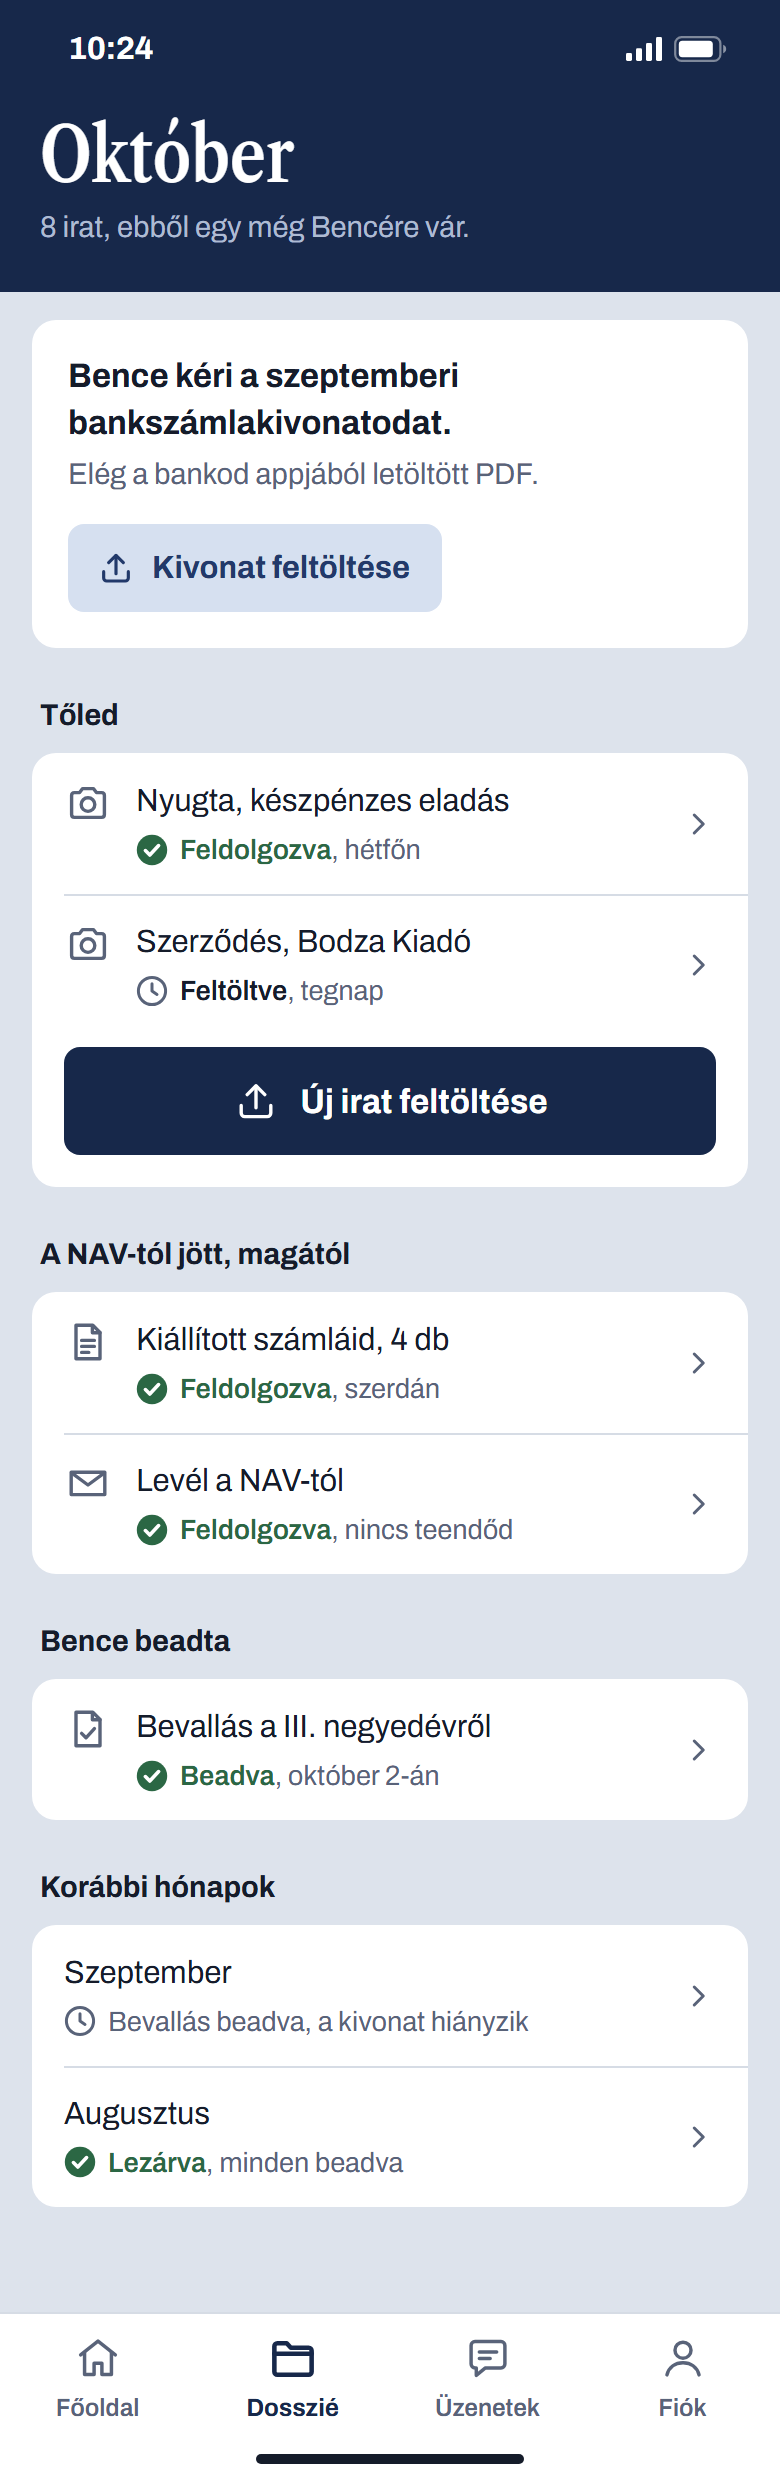 10:24
Október
8 irat, ebből egy még Bencére vár.
Bence kéri a szeptemberi
bankszámlakivonatodat.
Elég a bankod appjából letöltött PDF.
Kivonat feltöltése
Tőled
Nyugta, készpénzes eladás
Feldolgozva, hétfőn
Szerződés, Bodza Kiadó
Feltöltve, tegnap
Új irat feltöltése
A NAV-tól jött, magától
Kiállított számláid, 4 db
Feldolgozva, szerdán
Levél a NAV-tól
Feldolgozva, nincs teendőd
Bence beadta
Bevallás a III. negyedévről
Beadva, október 2-án
Korábbi hónapok
Szeptember
Bevallás beadva, a kivonat hiányzik
Augusztus
Lezárva, minden beadva
Főoldal
Dosszié
Üzenetek
Fiók